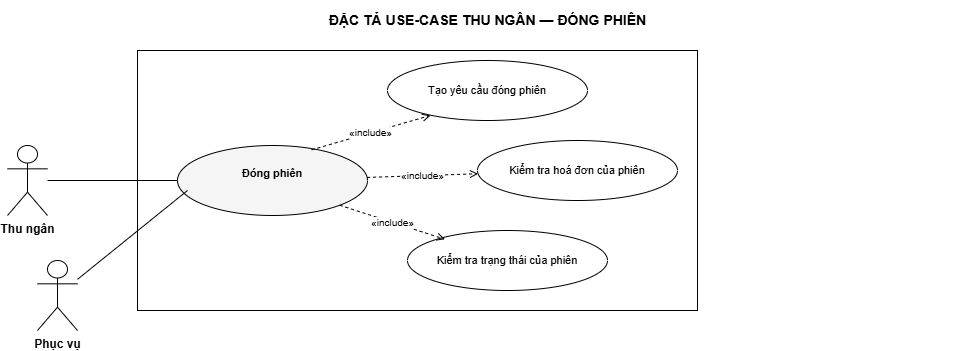 ĐẶC TẢ USE-CASE THU NGÂN — ĐÓNG PHIÊN
Tạo yêu cầu đóng phiên
«include»
Đóng phiên
«include»
Kiểm tra hoá đơn của phiên
Thu ngân
«include»
Kiểm tra trạng thái của phiên
Phục vụ